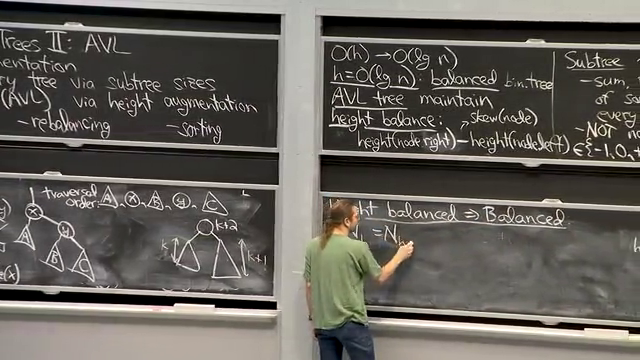 Trees II: AVL
mentation
ry tree via subtree sizes
(AVL) via height augmentation
-rebalancing -sorting
O(h) → O(lg n)
h = O(lg n): balanced bin. tree
AVL tree maintain
height balance: skew(node)
height(node.right) - height(node.left)
∈{-1,0,+
Subtree
-sum,
of s
every
-Not
traversal
order: A, x, B, y, C
x
y
A
B
k+2
k
k+1
ht balanced ⇒ Balanced
= N